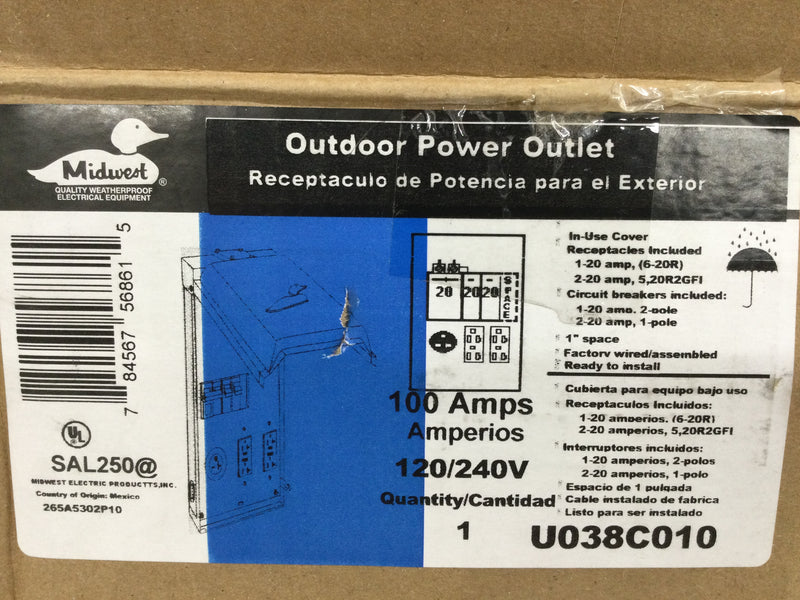 Midwest
®
QUALITY WEATHERPROOF
ELECTRICAL EQUIPMENT
Outdoor Power Outlet
Receptaculo de Potencia para el Exterior
7 84567 56861 5
UL
SAL250@
MIDWEST ELECTRIC PRODUCTTS,INC.
Country of Origin: Mexico
265A5302P10
20 20 20 SPACE
100 Amps
Amperios
120/240V
Quantity/Cantidad
1
In-Use Cover
Receptacles Included
1-20 amp, (6-20R)
2-20 amp, 5,20R2GFI
Circuit breakers included:
1-20 amp, 2-pole
2-20 amp, 1-pole
1" space
Factory wired/assembled
Ready to install
Cubierta para equipo bajo uso
Receptaculos Incluidos:
1-20 amperios, (6-20R)
2-20 amperios, 5,20R2GFI
Interruptores incluidos:
1-20 amperios, 2-polos
2-20 amperios, 1-polo
Espacio de 1 pulgada
Cable instalado de fabrica
Listo para ser instalado
U038C010